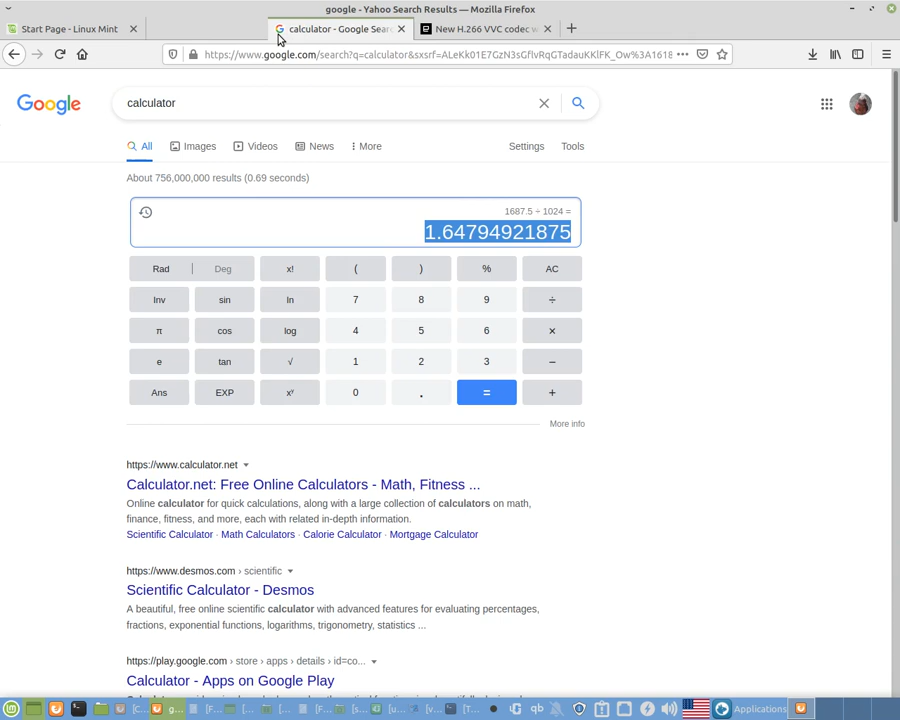 google - Yahoo Search Results — Mozilla Firefox
Start Page - Linux Mint
calculator - Google Sear
New H.266 VVC codec w
https://www.google.com/search?q=calculator&sxsrf=ALeKk01E7GzN3sGfIvRqGTadauKKlFK_Ow%3A1618
Google
calculator
All Images Videos News More Settings Tools
About 756,000,000 results (0.69 seconds)
1687.5 ÷ 1024 =
1.64794921875
Rad | Deg x! ( ) % AC
Inv sin ln 7 8 9 ÷
π cos log 4 5 6 ×
e tan √ 1 2 3 −
Ans EXP xʸ 0 . = +
More info
https://www.calculator.net
Calculator.net: Free Online Calculators - Math, Fitness ...
Online calculator for quick calculations, along with a large collection of calculators on math,
finance, fitness, and more, each with related in-depth information.
Scientific Calculator · Math Calculators · Calorie Calculator · Mortgage Calculator
https://www.desmos.com › scientific
Scientific Calculator - Desmos
A beautiful, free online scientific calculator with advanced features for evaluating percentages,
fractions, exponential functions, logarithms, trigonometry, statistics ...
https://play.google.com › store › apps › details › id=co...
Calculator - Apps on Google Play
[C... g... [F... [... [... [F... [s... [u... [v... [T... qb Applications